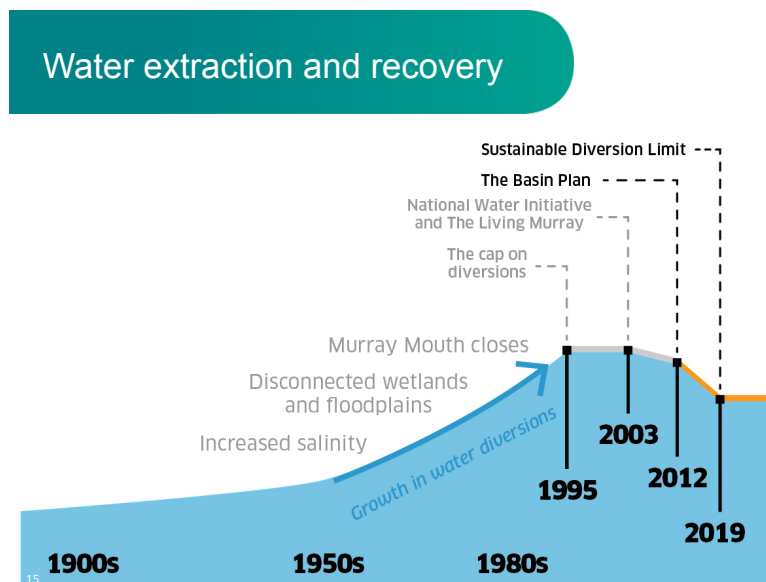 Water extraction and recovery
Sustainable Diversion Limit
The Basin Plan
National Water Initiative
and The Living Murray
The cap on
diversions
Murray Mouth closes
Disconnected wetlands
and floodplains
Increased salinity
Growth in water diversions
2003
1995
2012
2019
1900s
1950s
1980s
15